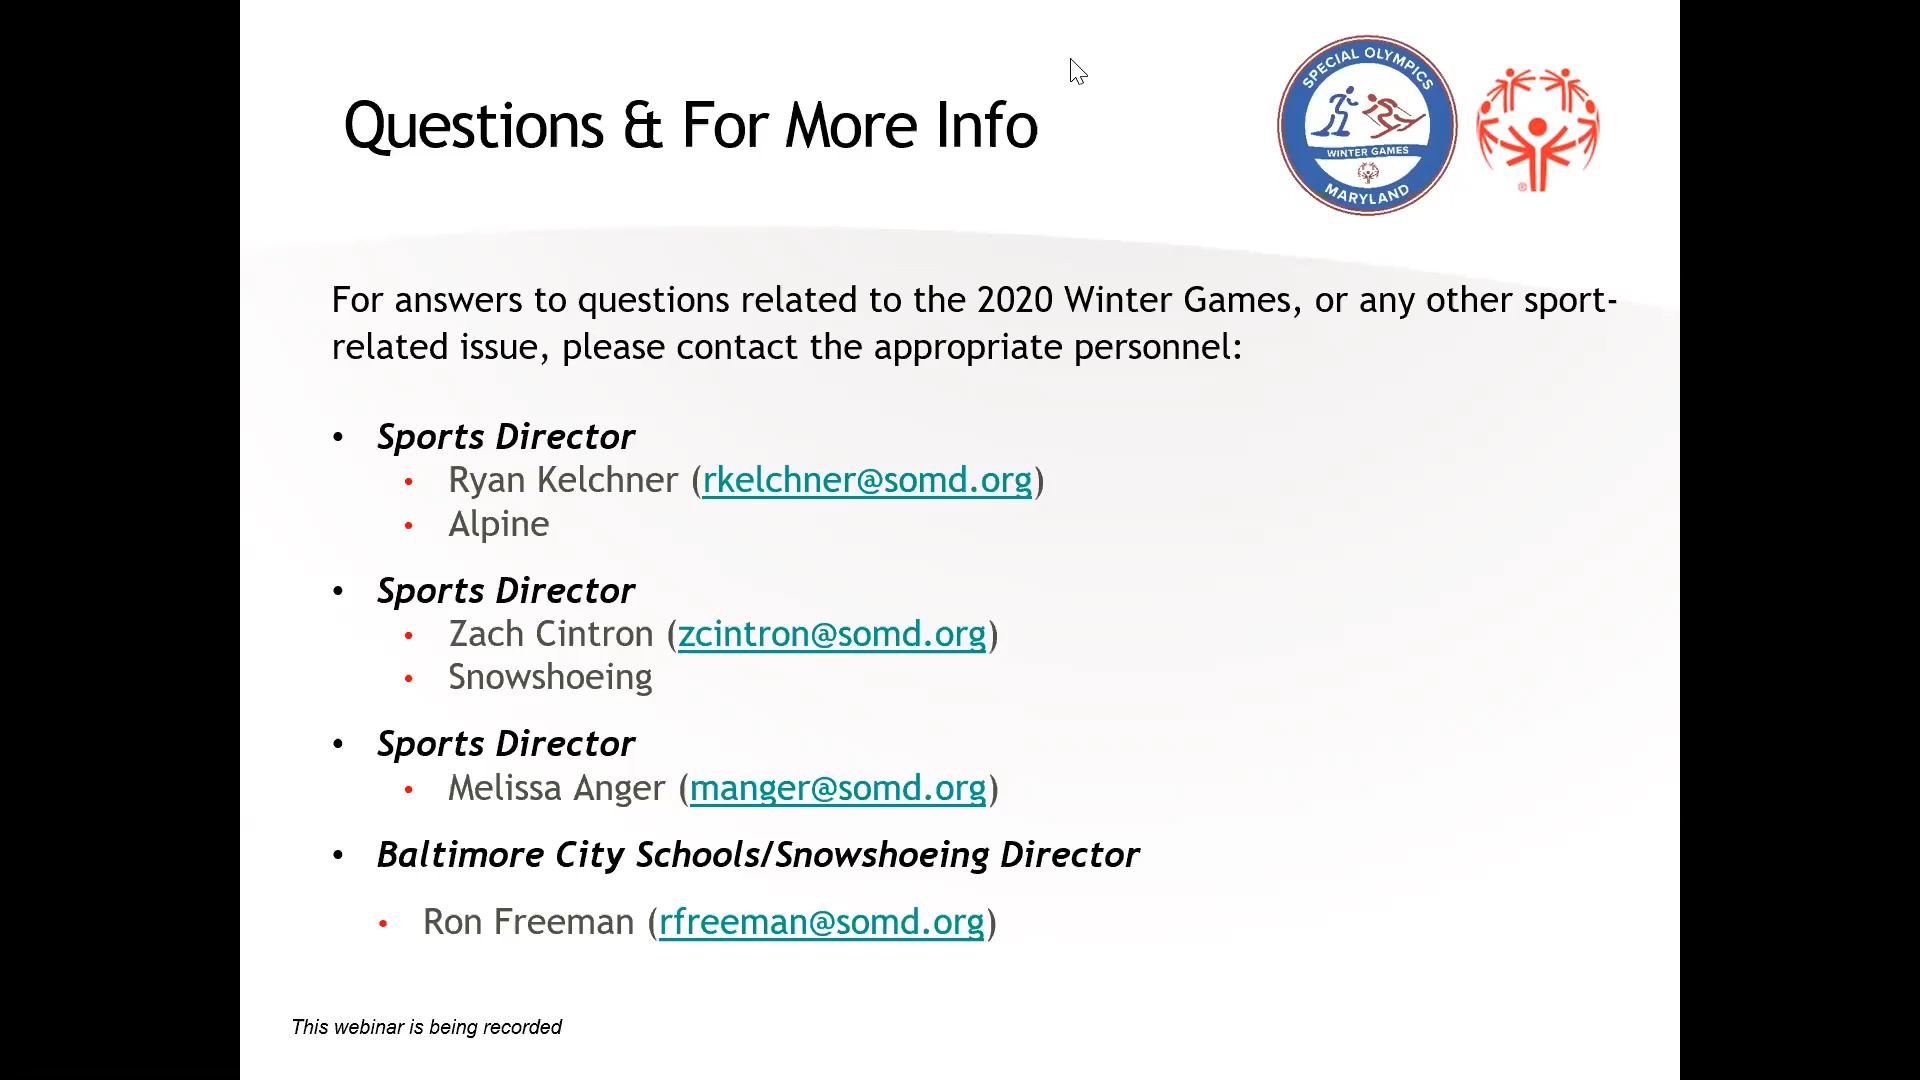 Questions & For More Info
SPECIAL OLYMPICS
WINTER GAMES
MARYLAND
®
For answers to questions related to the 2020 Winter Games, or any other sport-
related issue, please contact the appropriate personnel:
• Sports Director
• Ryan Kelchner (rkelchner@somd.org)
• Alpine
• Sports Director
• Zach Cintron (zcintron@somd.org)
• Snowshoeing
• Sports Director
• Melissa Anger (manger@somd.org)
• Baltimore City Schools/Snowshoeing Director
• Ron Freeman (rfreeman@somd.org)
This webinar is being recorded